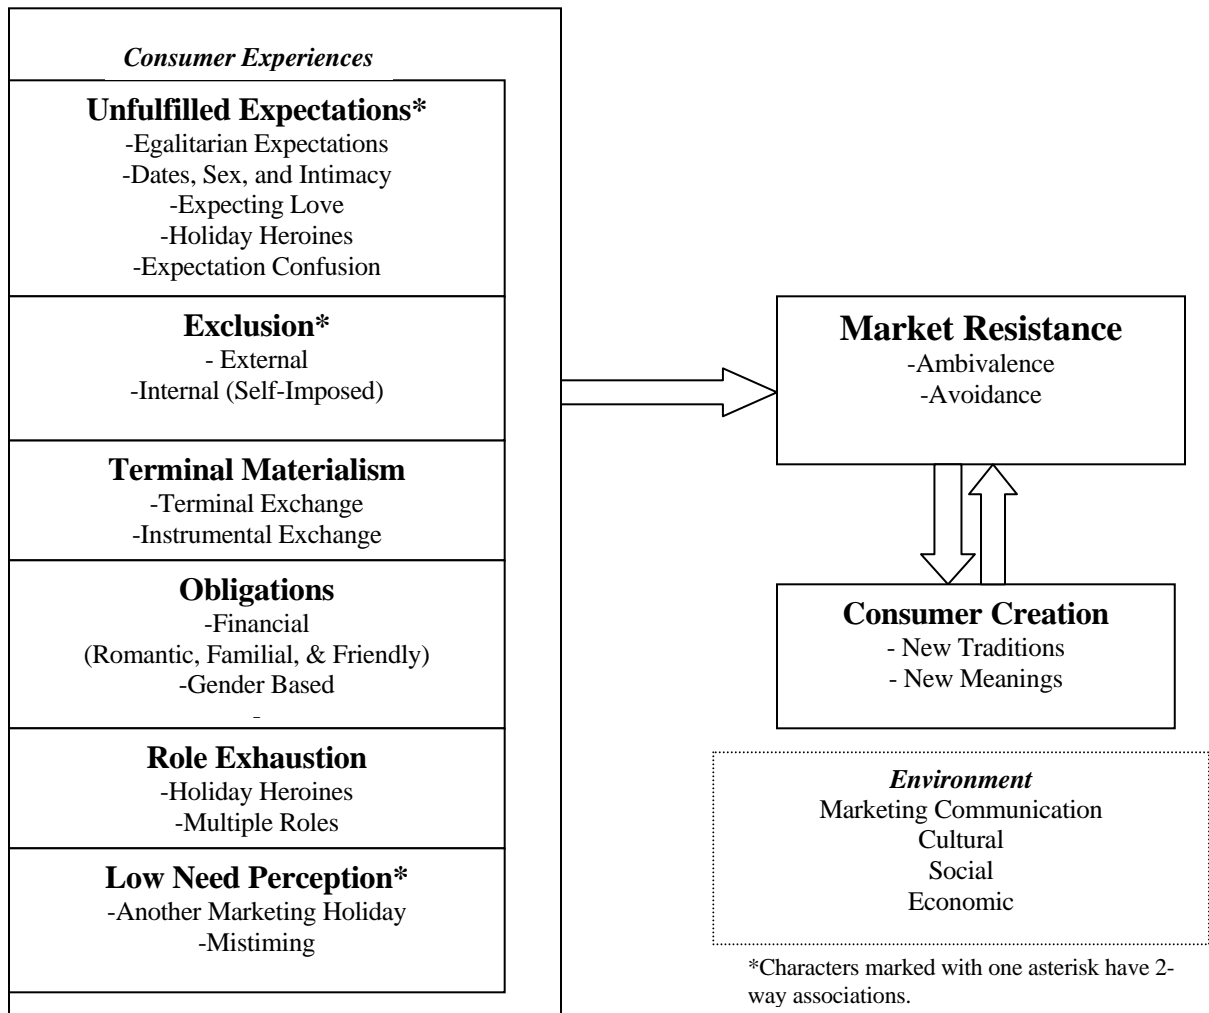 Consumer Experiences
Unfulfilled Expectations*
-Egalitarian Expectations
-Dates, Sex, and Intimacy
-Expecting Love
-Holiday Heroines
-Expectation Confusion
Exclusion*
- External
-Internal (Self-Imposed)
Terminal Materialism
-Terminal Exchange
-Instrumental Exchange
Obligations
-Financial
(Romantic, Familial, & Friendly)
-Gender Based
-
Role Exhaustion
-Holiday Heroines
-Multiple Roles
Low Need Perception*
-Another Marketing Holiday
-Mistiming
Market Resistance
-Ambivalence
-Avoidance
Consumer Creation
- New Traditions
- New Meanings
Environment
Marketing Communication
Cultural
Social
Economic
*Characters marked with one asterisk have 2-
way associations.